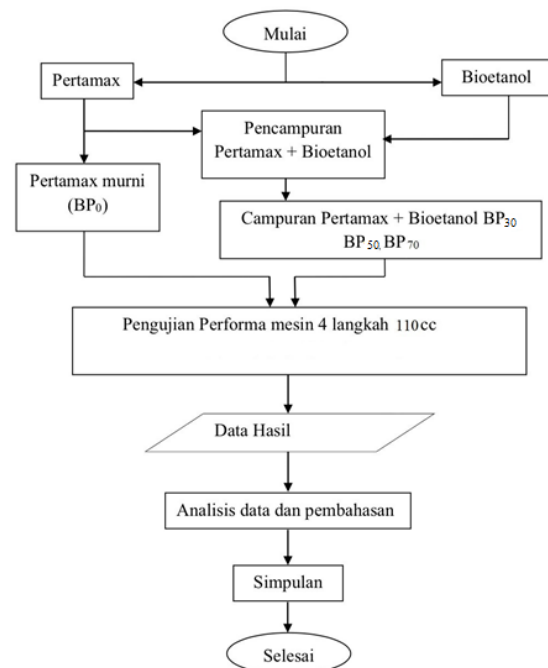 Mulai
Pertamax
Bioetanol
Pencampuran
Pertamax + Bioetanol
Pertamax murni
(BP₀)
Campuran Pertamax + Bioetanol BP₃₀
BP₅₀, BP₇₀
Pengujian Performa mesin 4 langkah 110cc
Data Hasil
Analisis data dan pembahasan
Simpulan
Selesai